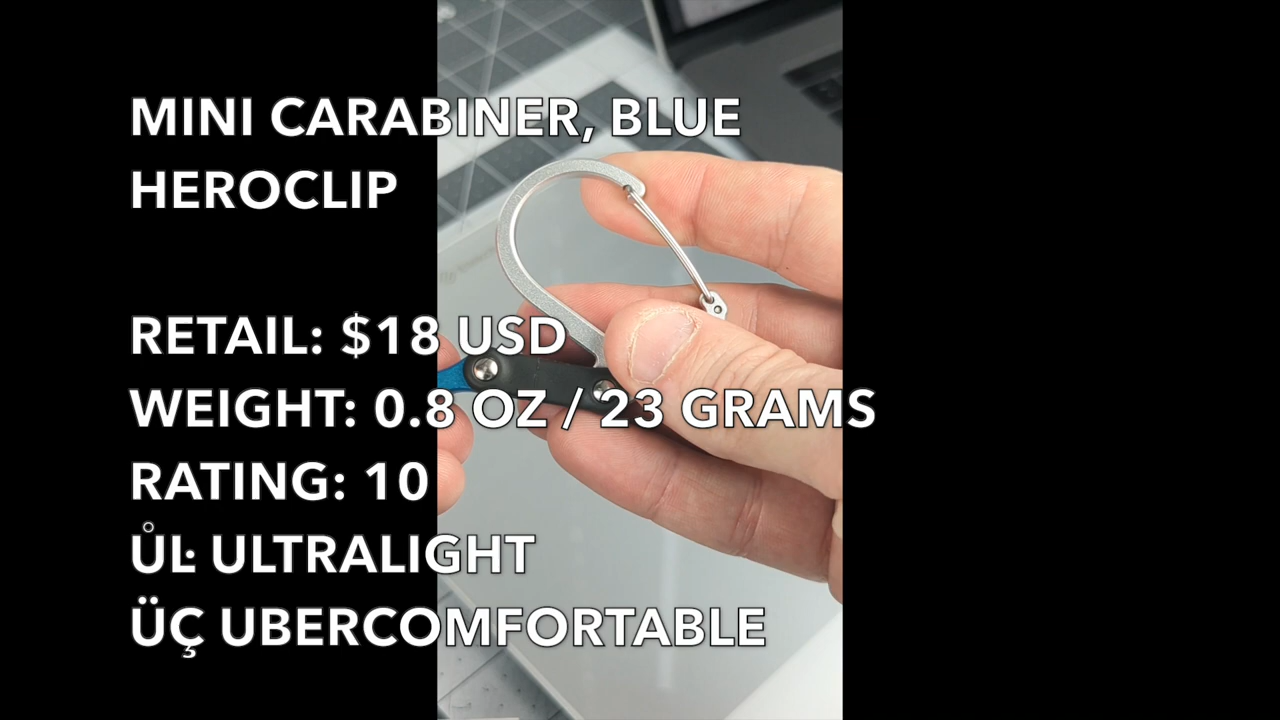 MINI CARABINER, BLUE
HEROCLIP
RETAIL: $18 USD
WEIGHT: 0.8 OZ / 23 GRAMS
RATING: 10
ŮĿ ULTRALIGHT
ÜÇ UBERCOMFORTABLE